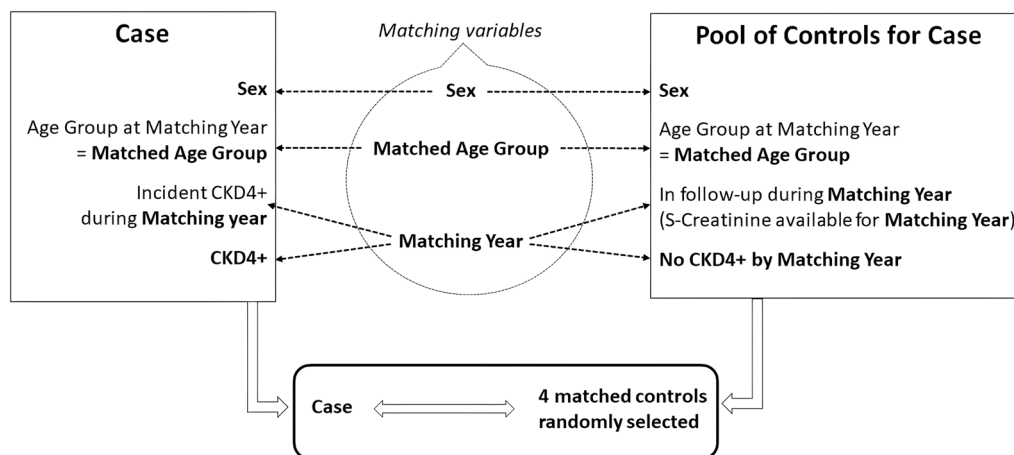 Case
Sex
Age Group at Matching Year
= Matched Age Group
Incident CKD4+
during Matching year
CKD4+
Matching variables
Sex
Matched Age Group
Matching Year
Pool of Controls for Case
Sex
Age Group at Matching Year
= Matched Age Group
In follow-up during Matching Year
(S-Creatinine available for Matching Year)
No CKD4+ by Matching Year
Case
4 matched controls
randomly selected